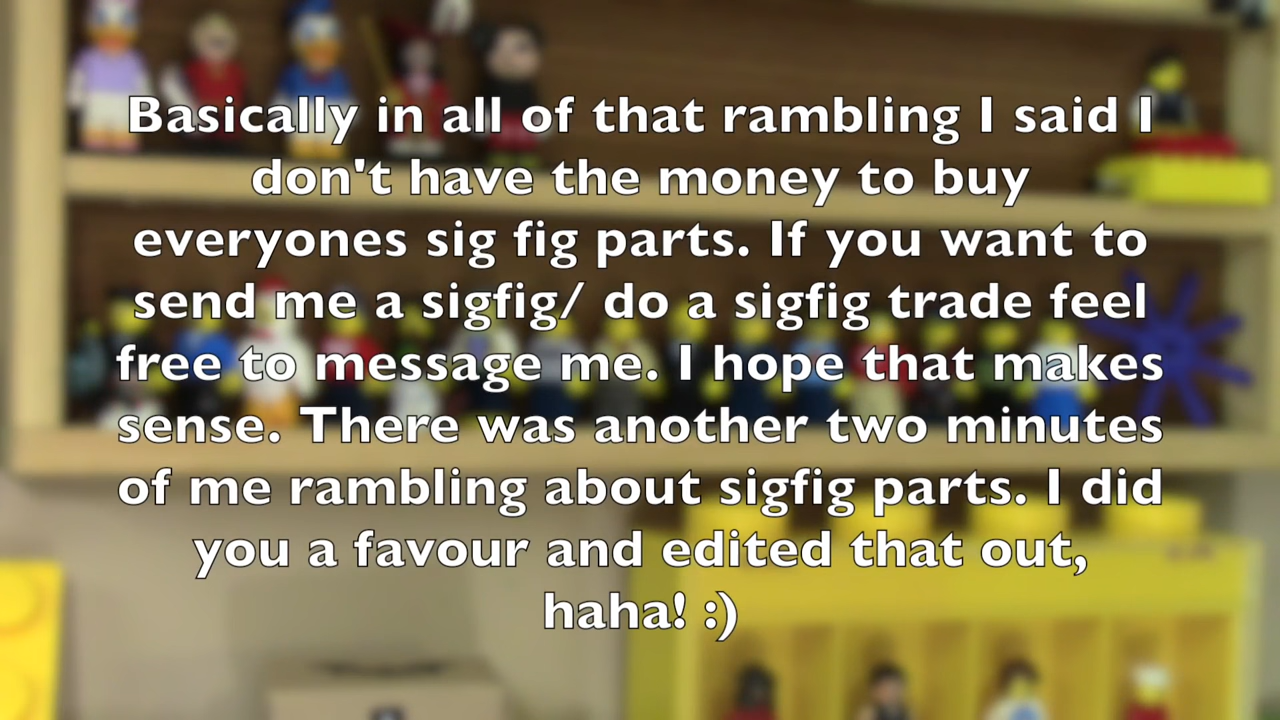 Basically in all of that rambling I said I
don't have the money to buy
everyones sig fig parts. If you want to
send me a sigfig/ do a sigfig trade feel
free to message me. I hope that makes
sense. There was another two minutes
of me rambling about sigfig parts. I did
you a favour and edited that out,
haha! :)